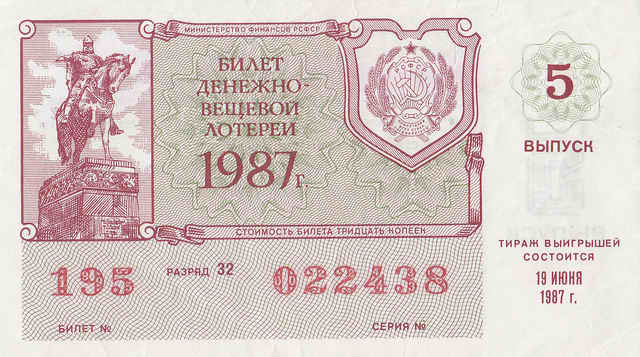 МИНИСТЕРСТВО ФИНАНСОВ РСФСР
БИЛЕТ
ДЕНЕЖНО-
ВЕЩЕВОЙ
ЛОТЕРЕИ
1987г.
СТОИМОСТЬ БИЛЕТА ТРИДЦАТЬ КОПЕЕК
РСФСР
5
ВЫПУСК
ТИРАЖ ВЫИГРЫШЕЙ
СОСТОИТСЯ
19 ИЮНЯ
1987 г.
195 РАЗРЯД 32 022438
БИЛЕТ № СЕРИЯ №